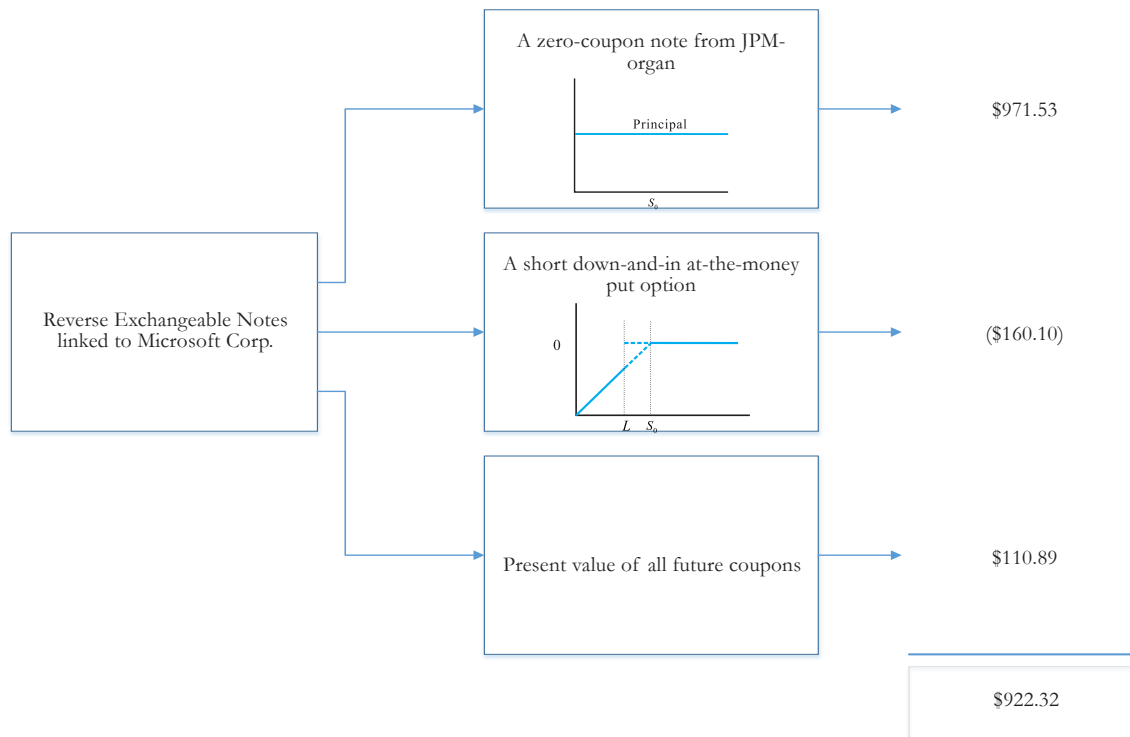 A zero-coupon note from JPM-
organ
Principal
S₀
$971.53
Reverse Exchangeable Notes
linked to Microsoft Corp.
A short down-and-in at-the-money
put option
0
L S₀
($160.10)
Present value of all future coupons
$110.89
$922.32